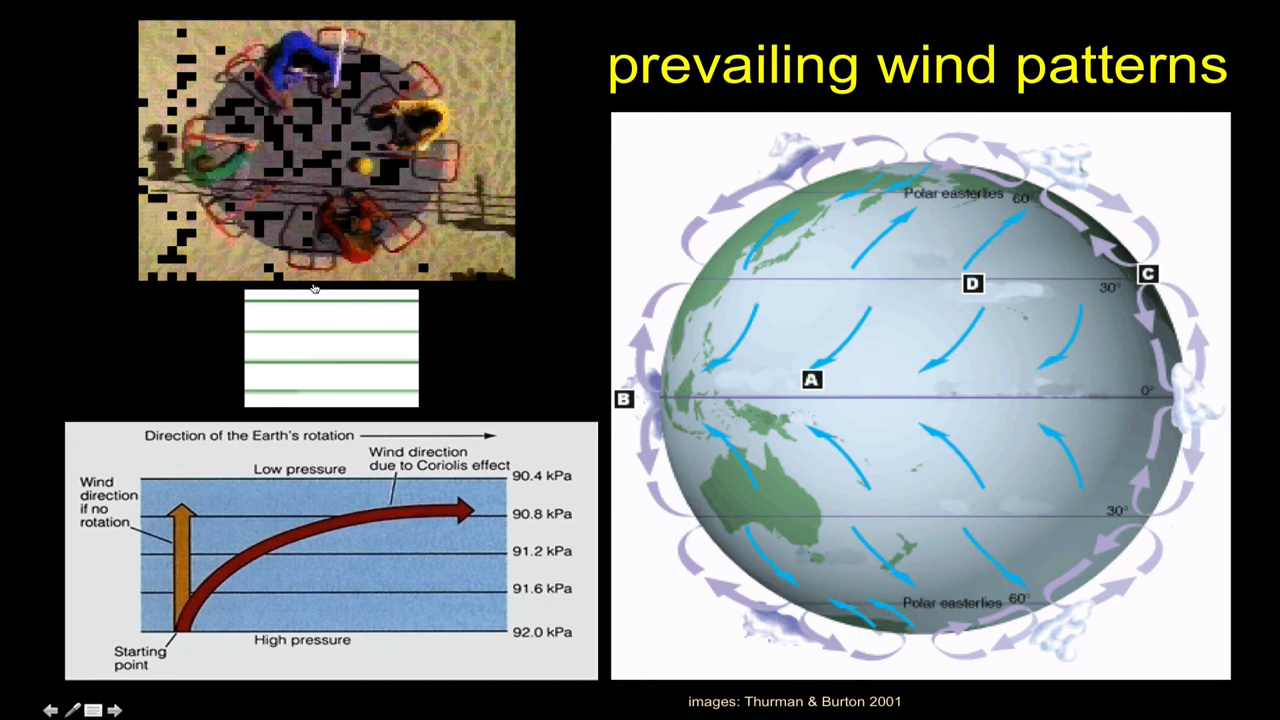 prevailing wind patterns
Direction of the Earth's rotation
Wind direction
due to Coriolis effect
Low pressure
90.4 kPa
Wind
direction
if no
rotation
90.8 kPa
91.2 kPa
91.6 kPa
92.0 kPa
High pressure
Starting
point
Polar easterlies
60°
C
D
30°
A
B
0°
30°
Polar easterlies
60°
images: Thurman & Burton 2001